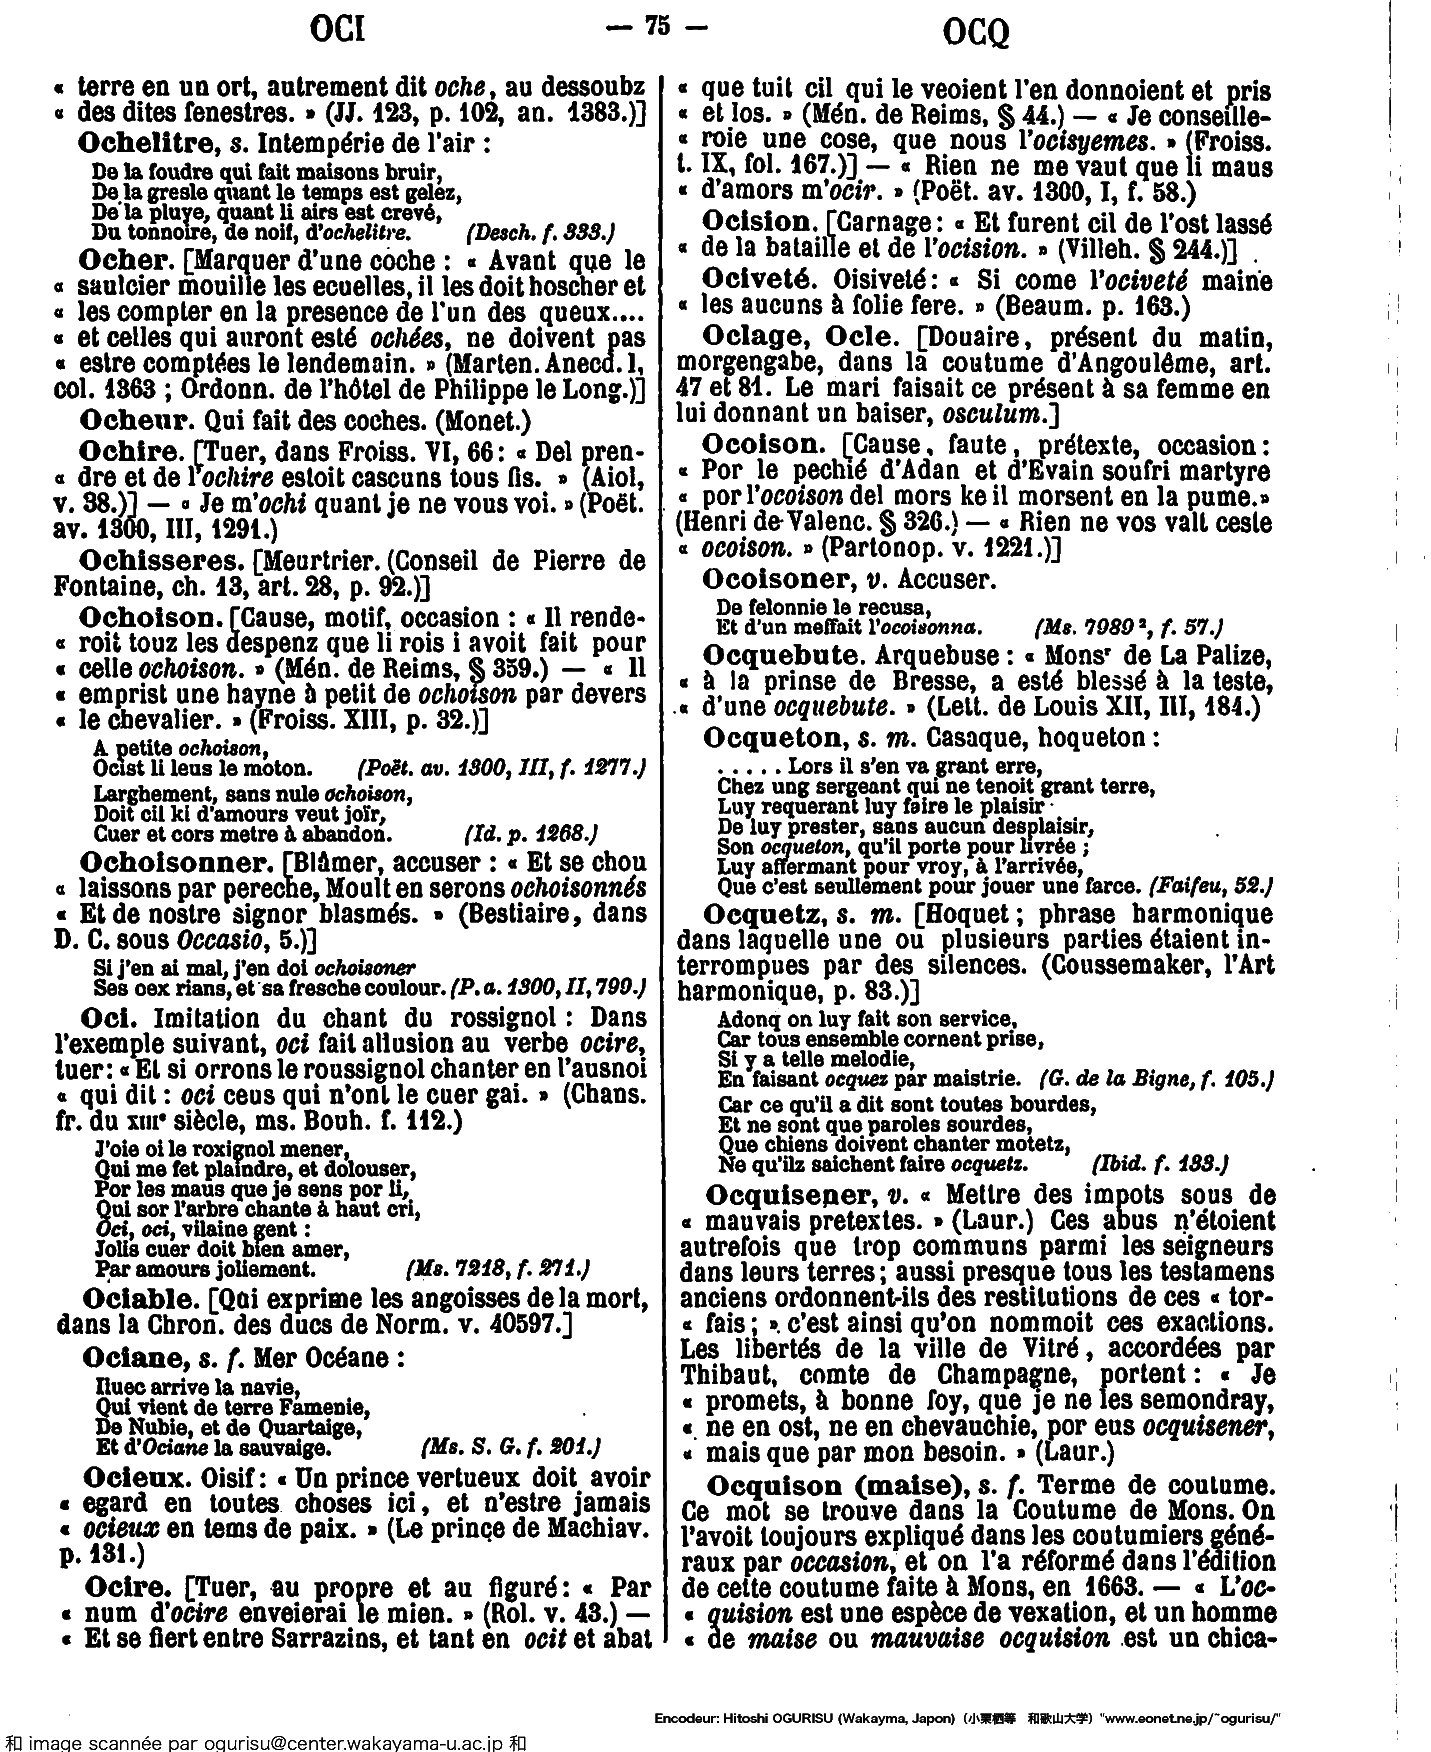 OCI — 75 — OCQ
« terre en un ort, autrement dit oche, au dessoubz
« des dites fenestres. » (JJ. 123, p. 102, an. 1383.)]
Ochelitre, s. Intempérie de l'air :
De la foudre qui fait maisons bruir,
De la gresle quant le temps est gelez,
De la pluye, quant li airs est crevé,
Du tonnoire, de noif, d'ochelitre. (Desch. f. 333.)
Ocher. [Marquer d'une coche : « Avant que le
« saulcier mouille les ecuelles, il les doit hoscher et
« les compter en la presence de l'un des queux....
« et celles qui auront esté ochées, ne doivent pas
« estre comptées le lendemain. » (Marten. Anecd. I,
col. 1363 ; Ordonn. de l'hôtel de Philippe le Long.)]
Ocheur. Qui fait des coches. (Monet.)
Ochire. [Tuer, dans Froiss. VI, 66 : « Del pren-
« dre et de l'ochire estoit cascuns tous fis. » (Aiol,
v. 38.)] — « Je m'ochi quant je ne vous voi. » (Poët.
av. 1300, III, 1291.)
Ochisseres. [Meurtrier. (Conseil de Pierre de
Fontaine, ch. 13, art. 28, p. 92.)]
Ochoison. [Cause, motif, occasion : « Il rende-
« roit touz les despenz que li rois i avoit fait pour
« celle ochoison. » (Mén. de Reims, § 359.) — « Il
« emprist une hayne à petit de ochoison par devers
« le chevalier. » (Froiss. XIII, p. 32.)]
A petite ochoison,
Ocist li leus le moton. (Poët. av. 1300, III, f. 1277.)
Larghement, sans nule ochoison,
Doit cil ki d'amours veut joïr,
Cuer et cors metre à abandon. (Id. p. 1268.)
Ochoisonner. [Blâmer, accuser : « Et se chou
« laissons par pereche, Moult en serons ochoisonnés
« Et de nostre signor blasmés. » (Bestiaire, dans
D. C. sous Occasio, 5.)]
Si j'en ai mal, j'en doi ochoisoner
Ses oex rians, et sa fresche coulour. (P. a. 1300, II, 799.)
Oci. Imitation du chant du rossignol : Dans
l'exemple suivant, oci fait allusion au verbe ocire,
tuer : « Et si orrons le roussignol chanter en l'ausnoi
« qui dit : oci ceus qui n'ont le cuer gai. » (Chans.
fr. du XIIIe siècle, ms. Bouh. f. 112.)
J'oie oi le roxignol mener,
Qui me fet plaindre, et dolouser,
Por les maus que je sens por li,
Qui sor l'arbre chante à haut cri,
Oci, oci, vilaine gent :
Jolis cuer doit bien amer,
Par amours joliement. (Ms. 7218, f. 271.)
Ociable. [Qui exprime les angoisses de la mort,
dans la Chron. des ducs de Norm. v. 40597.]
Ociane, s. f. Mer Océane :
Iluec arrive la navie,
Qui vient de terre Famenie,
De Nubie, et de Quartaige,
Et d'Ociane la sauvaige. (Ms. S. G. f. 201.)
Ocieux. Oisif : « Un prince vertueux doit avoir
« egard en toutes choses ici, et n'estre jamais
« ocieux en tems de paix. » (Le prince de Machiav.
p. 131.)
Ocire. [Tuer, au propre et au figuré : « Par
« num d'ocire enveierai le mien. » (Rol. v. 43.) —
« Et se fiert entre Sarrazins, et tant en ocit et abat
« que tuit cil qui le veoient l'en donnoient et pris
« et los. » (Mén. de Reims, § 44.) — « Je conseille-
« roie une cose, que nous l'ocisyemes. » (Froiss.
t. IX, fol. 167.)] — « Rien ne me vaut que li maus
« d'amors m'ocir. » (Poët. av. 1300, I, f. 58.)
Ocision. [Carnage : « Et furent cil de l'ost lassé
« de la bataille et de l'ocision. » (Villeh. § 244.)]
Ociveté. Oisiveté : « Si come l'ociveté maine
« les aucuns à folie fere. » (Beaum. p. 163.)
Oclage, Ocle. [Douaire, présent du matin,
morgengabe, dans la coutume d'Angoulême, art.
47 et 81. Le mari faisait ce présent à sa femme en
lui donnant un baiser, osculum.]
Ocoison. [Cause, faute, prétexte, occasion :
« Por le pechié d'Adan et d'Evain soufri martyre
« por l'ocoison del mors ke il morsent en la pume. »
(Henri de Valenc. § 326.) — « Rien ne vos valt ceste
« ocoison. » (Partonop. v. 1221.)]
Ocoisoner, v. Accuser.
De felonnie le recusa,
Et d'un meffait l'ocoisonna. (Ms. 7989 ², f. 57.)
Ocquebute. Arquebuse : « Monsr de La Palize,
« à la prinse de Bresse, a esté blessé à la teste,
« d'une ocquebute. » (Lett. de Louis XII, III, 184.)
Ocqueton, s. m. Casaque, hoqueton :
..... Lors il s'en va grant erre,
Chez ung sergeant qui ne tenoit grant terre,
Luy requerant luy faire le plaisir
De luy prester, sans aucun desplaisir,
Son ocqueton, qu'il porte pour livrée ;
Luy affermant pour vroy, à l'arrivée,
Que c'est seullement pour jouer une farce. (Faifeu, 52.)
Ocquetz, s. m. [Hoquet ; phrase harmonique
dans laquelle une ou plusieurs parties étaient in-
terrompues par des silences. (Coussemaker, l'Art
harmonique, p. 83.)]
Adonq on luy fait son service,
Car tous ensemble cornent prise,
Si y a telle melodie,
En faisant ocquez par maistrie. (G. de la Bigne, f. 105.)
Car ce qu'il a dit sont toutes bourdes,
Et ne sont que paroles sourdes,
Que chiens doivent chanter motetz,
Ne qu'ilz saichent faire ocquetz. (Ibid. f. 133.)
Ocquisener, v. « Mettre des impots sous de
« mauvais pretextes. » (Laur.) Ces abus n'étoient
autrefois que trop communs parmi les seigneurs
dans leurs terres ; aussi presque tous les testamens
anciens ordonnent-ils des restitutions de ces « tor-
« fais ; » c'est ainsi qu'on nommoit ces exactions.
Les libertés de la ville de Vitré, accordées par
Thibaut, comte de Champagne, portent : « Je
« promets, à bonne foy, que je ne les semondray,
« ne en ost, ne en chevauchie, por eus ocquisener,
« mais que par mon besoin. » (Laur.)
Ocquison (maise), s. f. Terme de coutume.
Ce mot se trouve dans la Coutume de Mons. On
l'avoit toujours expliqué dans les coutumiers géné-
raux par occasion, et on l'a réformé dans l'édition
de cette coutume faite à Mons, en 1663. — « L'oc-
« quision est une espèce de vexation, et un homme
« de maise ou mauvaise ocquision est un chica-
Encodeur: Hitoshi OGURISU (Wakayma, Japon) (小栗栖等 和歌山大学) "www.eonet.ne.jp/~ogurisu/"
和 image scannée par ogurisu@center.wakayama-u.ac.jp 和